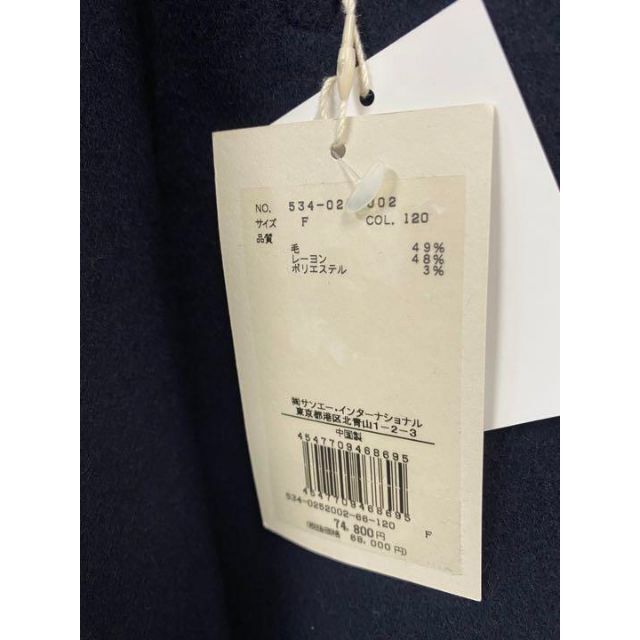 NO. 534-02 002
サイズ F COL. 120
品質
毛 49%
レーヨン 48%
ポリエステル 3%
㈱サンエー・インターナショナル
東京都港区北青山1-2-3
中国製
4547709468695
4547709468695
534-0252002-66-120 F
74,800円
68,000円)